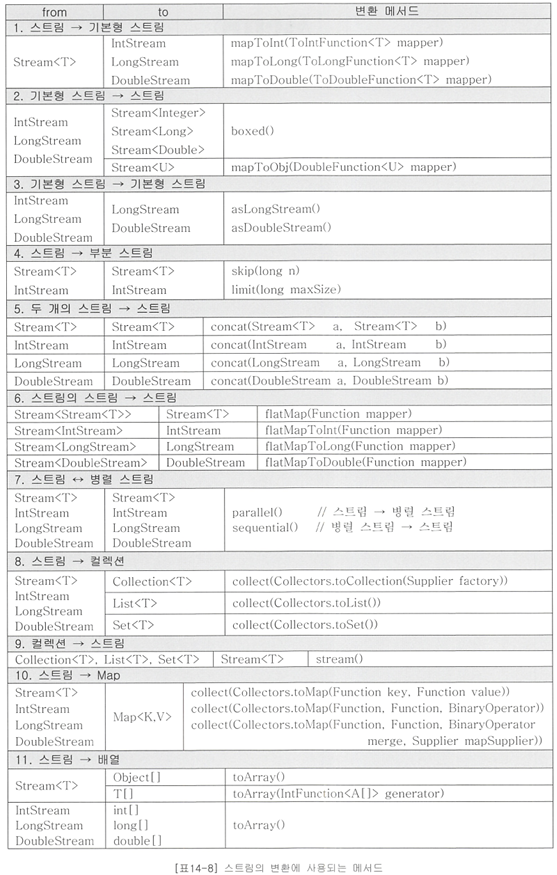 from to 변환 메서드
1. 스트림 → 기본형 스트림
Stream<T>
IntStream mapToInt(ToIntFunction<T> mapper)
LongStream mapToLong(ToLongFunction<T> mapper)
DoubleStream mapToDouble(ToDoubleFunction<T> mapper)
2. 기본형 스트림 → 스트림
IntStream
LongStream
DoubleStream
Stream<Integer>
Stream<Long>
Stream<Double>
boxed()
Stream<U> mapToObj(DoubleFunction<U> mapper)
3. 기본형 스트림 → 기본형 스트림
IntStream
LongStream
DoubleStream
LongStream asLongStream()
DoubleStream asDoubleStream()
4. 스트림 → 부분 스트림
Stream<T> Stream<T> skip(long n)
IntStream IntStream limit(long maxSize)
5. 두 개의 스트림 → 스트림
Stream<T> Stream<T> concat(Stream<T> a, Stream<T> b)
IntStream IntStream concat(IntStream a, IntStream b)
LongStream LongStream concat(LongStream a, LongStream b)
DoubleStream DoubleStream concat(DoubleStream a, DoubleStream b)
6. 스트림의 스트림 → 스트림
Stream<Stream<T>> Stream<T> flatMap(Function mapper)
Stream<IntStream> IntStream flatMapToInt(Function mapper)
Stream<LongStream> LongStream flatMapToLong(Function mapper)
Stream<DoubleStream> DoubleStream flatMapToDouble(Function mapper)
7. 스트림 ↔ 병렬 스트림
Stream<T> Stream<T>
IntStream IntStream parallel() // 스트림 → 병렬 스트림
LongStream LongStream sequential() // 병렬 스트림 → 스트림
DoubleStream DoubleStream
8. 스트림 → 컬렉션
Stream<T>
IntStream
LongStream
DoubleStream
Collection<T> collect(Collectors.toCollection(Supplier factory))
List<T> collect(Collectors.toList())
Set<T> collect(Collectors.toSet())
9. 컬렉션 → 스트림
Collection<T>, List<T>, Set<T> Stream<T> stream()
10. 스트림 → Map
Stream<T>
IntStream
LongStream
DoubleStream
Map<K,V>
collect(Collectors.toMap(Function key, Function value))
collect(Collectors.toMap(Function, Function, BinaryOperator))
collect(Collectors.toMap(Function, Function, BinaryOperator
merge, Supplier mapSupplier))
11. 스트림 → 배열
Stream<T>
Object[] toArray()
T[] toArray(IntFunction<A[]> generator)
IntStream int[]
LongStream long[] toArray()
DoubleStream double[]
[표14-8] 스트림의 변환에 사용되는 메서드